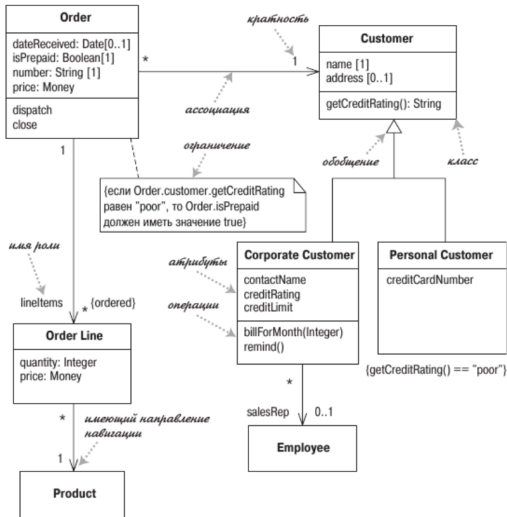 Order
dateReceived: Date[0..1]
isPrepaid: Boolean[1]
number: String [1]
price: Money
dispatch
close
кратность
*
1
ассоциация
Customer
name [1]
address [0..1]
getCreditRating(): String
1
ограничение
обобщение
класс
{если Order.customer.getCreditRating
равен "poor", то Order.isPrepaid
должен иметь значение true}
имя роли
lineItems
* {ordered}
атрибуты
операции
Corporate Customer
contactName
creditRating
creditLimit
billForMonth(Integer)
remind()
Personal Customer
creditCardNumber
{getCreditRating() == "poor"}
Order Line
quantity: Integer
price: Money
*
имеющий направление
навигации
1
Product
*
salesRep
0..1
Employee